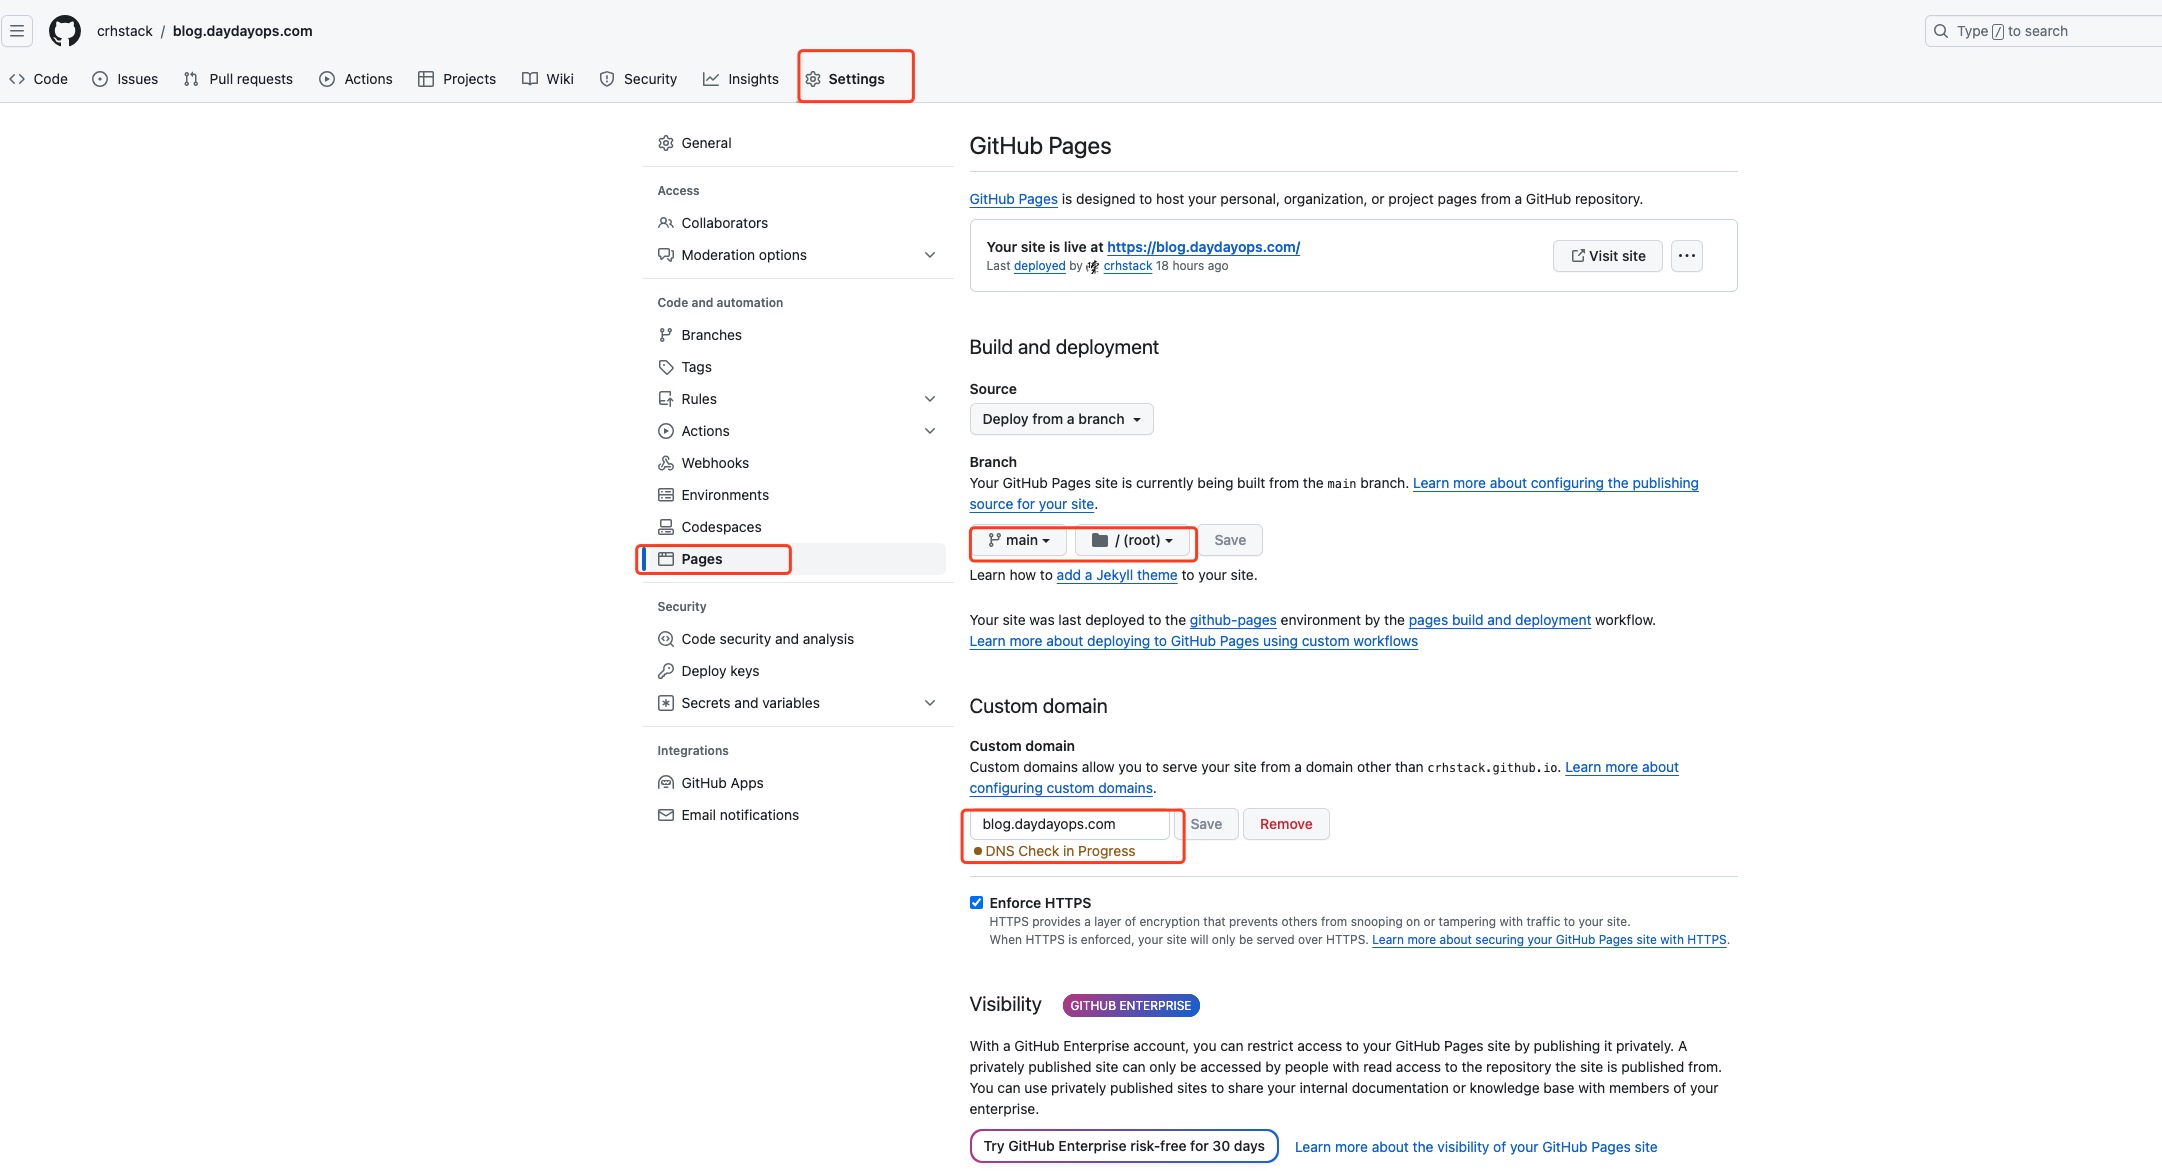 crhstack / blog.daydayops.com
Type / to search
Code Issues Pull requests Actions Projects Wiki Security Insights Settings
General
Access
Collaborators
Moderation options
Code and automation
Branches
Tags
Rules
Actions
Webhooks
Environments
Codespaces
Pages
Security
Code security and analysis
Deploy keys
Secrets and variables
Integrations
GitHub Apps
Email notifications
GitHub Pages
GitHub Pages is designed to host your personal, organization, or project pages from a GitHub repository.
Your site is live at https://blog.daydayops.com/
Last deployed by crhstack 18 hours ago
Visit site
Build and deployment
Source
Deploy from a branch
Branch
Your GitHub Pages site is currently being built from the main branch. Learn more about configuring the publishing
source for your site.
main / (root) Save
Learn how to add a Jekyll theme to your site.
Your site was last deployed to the github-pages environment by the pages build and deployment workflow.
Learn more about deploying to GitHub Pages using custom workflows
Custom domain
Custom domain
Custom domains allow you to serve your site from a domain other than crhstack.github.io. Learn more about
configuring custom domains.
blog.daydayops.com Save Remove
DNS Check in Progress
Enforce HTTPS
HTTPS provides a layer of encryption that prevents others from snooping on or tampering with traffic to your site.
When HTTPS is enforced, your site will only be served over HTTPS. Learn more about securing your GitHub Pages site with HTTPS.
Visibility GITHUB ENTERPRISE
With a GitHub Enterprise account, you can restrict access to your GitHub Pages site by publishing it privately. A
privately published site can only be accessed by people with read access to the repository the site is published from.
You can use privately published sites to share your internal documentation or knowledge base with members of your
enterprise.
Try GitHub Enterprise risk-free for 30 days Learn more about the visibility of your GitHub Pages site